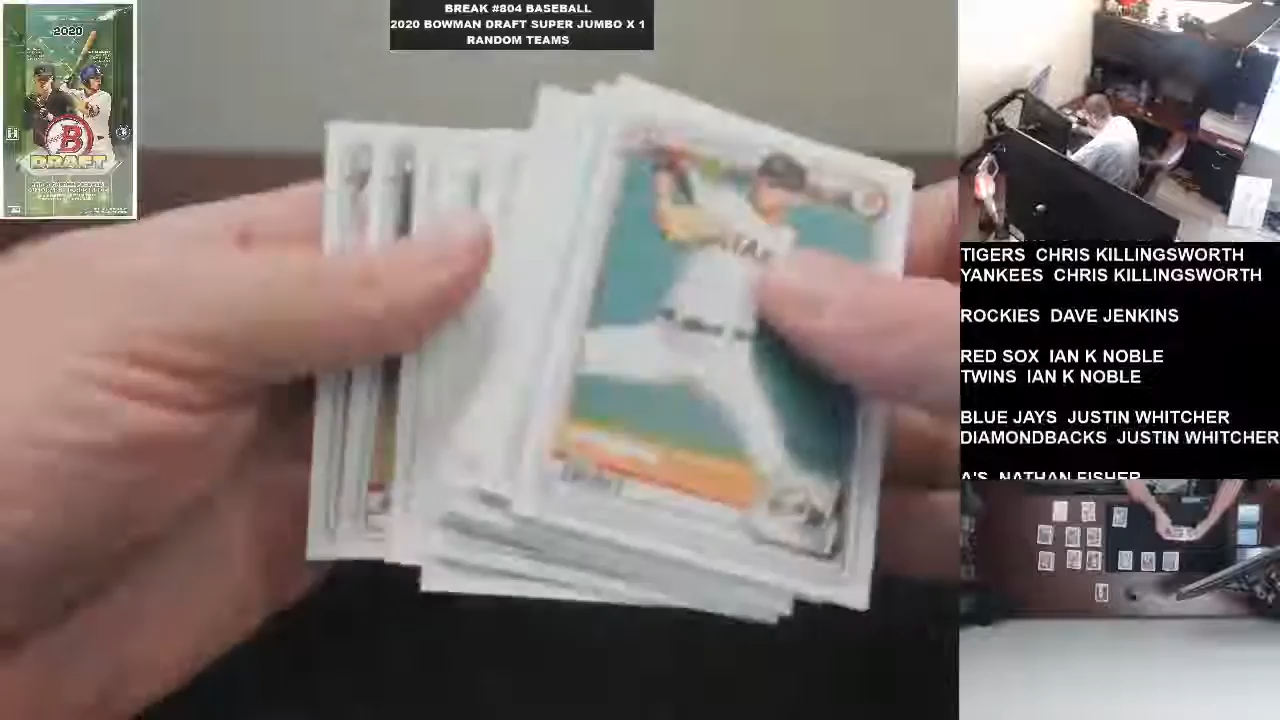 BREAK #804 BASEBALL
2020 BOWMAN DRAFT SUPER JUMBO X 1
RANDOM TEAMS
2020
B
DRAFT
TIGERS CHRIS KILLINGSWORTH
YANKEES CHRIS KILLINGSWORTH
ROCKIES DAVE JENKINS
RED SOX IAN K NOBLE
TWINS IAN K NOBLE
BLUE JAYS JUSTIN WHITCHER
DIAMONDBACKS JUSTIN WHITCHER
A'S NATHAN FISHER